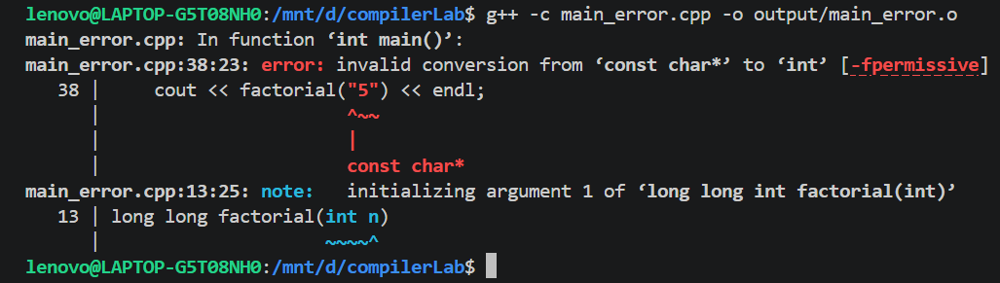 lenovo@LAPTOP-G5T08NH0:/mnt/d/compilerLab$ g++ -c main_error.cpp -o output/main_error.o
main_error.cpp: In function ‘int main()’:
main_error.cpp:38:23: error: invalid conversion from ‘const char*’ to ‘int’ [-fpermissive]
   38 |     cout << factorial("5") << endl;
      |                       ^~~
      |                       |
      |                       const char*
main_error.cpp:13:25: note:   initializing argument 1 of ‘long long int factorial(int)’
   13 | long long factorial(int n)
      |                     ~~~~^
lenovo@LAPTOP-G5T08NH0:/mnt/d/compilerLab$